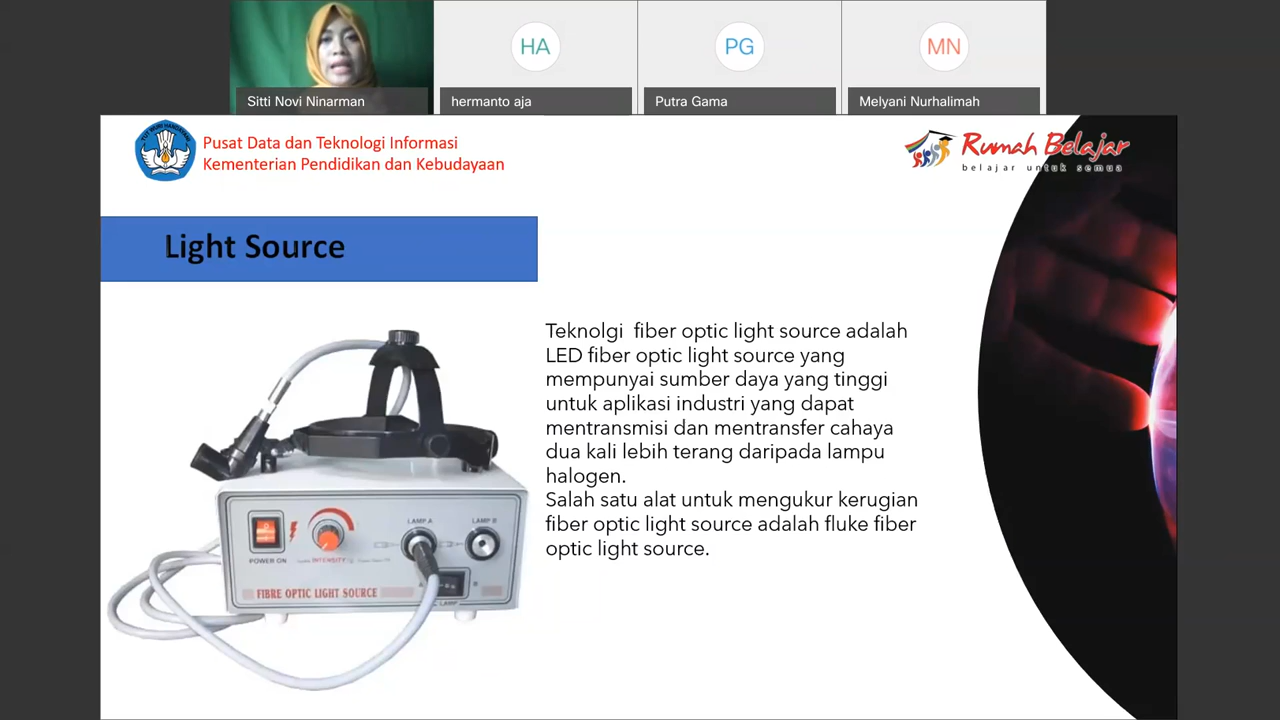 HA
PG
MN
Sitti Novi Ninarman
hermanto aja
Putra Gama
Melyani Nurhalimah
Pusat Data dan Teknologi Informasi
Kementerian Pendidikan dan Kebudayaan
Rumah Belajar
belajar untuk semua
Light Source
Teknolgi fiber optic light source adalah
LED fiber optic light source yang
mempunyai sumber daya yang tinggi
untuk aplikasi industri yang dapat
mentransmisi dan mentransfer cahaya
dua kali lebih terang daripada lampu
halogen.
Salah satu alat untuk mengukur kerugian
fiber optic light source adalah fluke fiber
optic light source.
LAMP A
LAMP B
POWER ON
INTENSITY
FIBRE OPTIC LIGHT SOURCE
LAMP